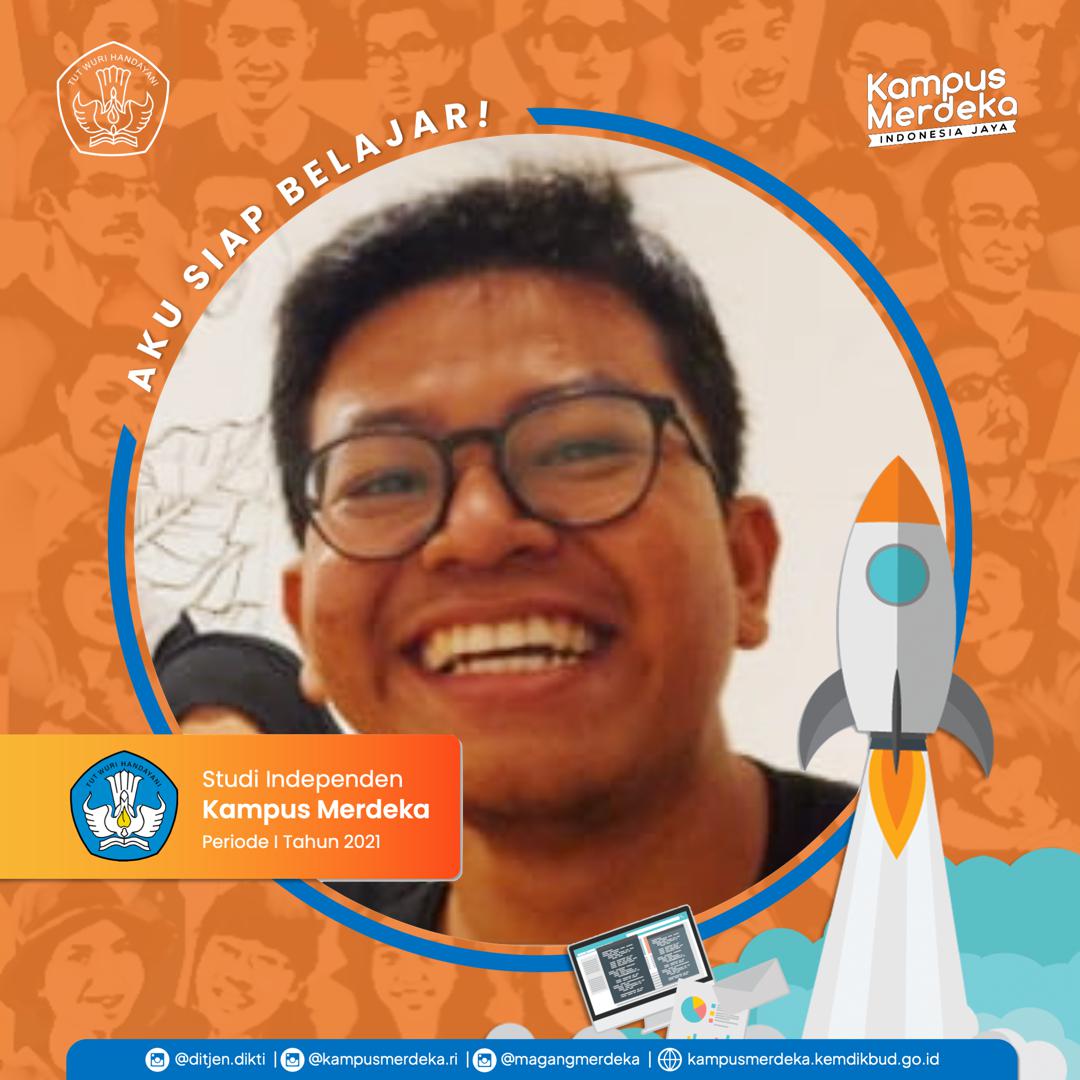 TUT WURI HANDAYANI
Kampus
Merdeka
INDONESIA JAYA
AKU SIAP BELAJAR!
TUT WURI HANDAYANI
Studi Independen
Kampus Merdeka
Periode I Tahun 2021
@ditjen.dikti | @kampusmerdeka.ri | @magangmerdeka | kampusmerdeka.kemdikbud.go.id